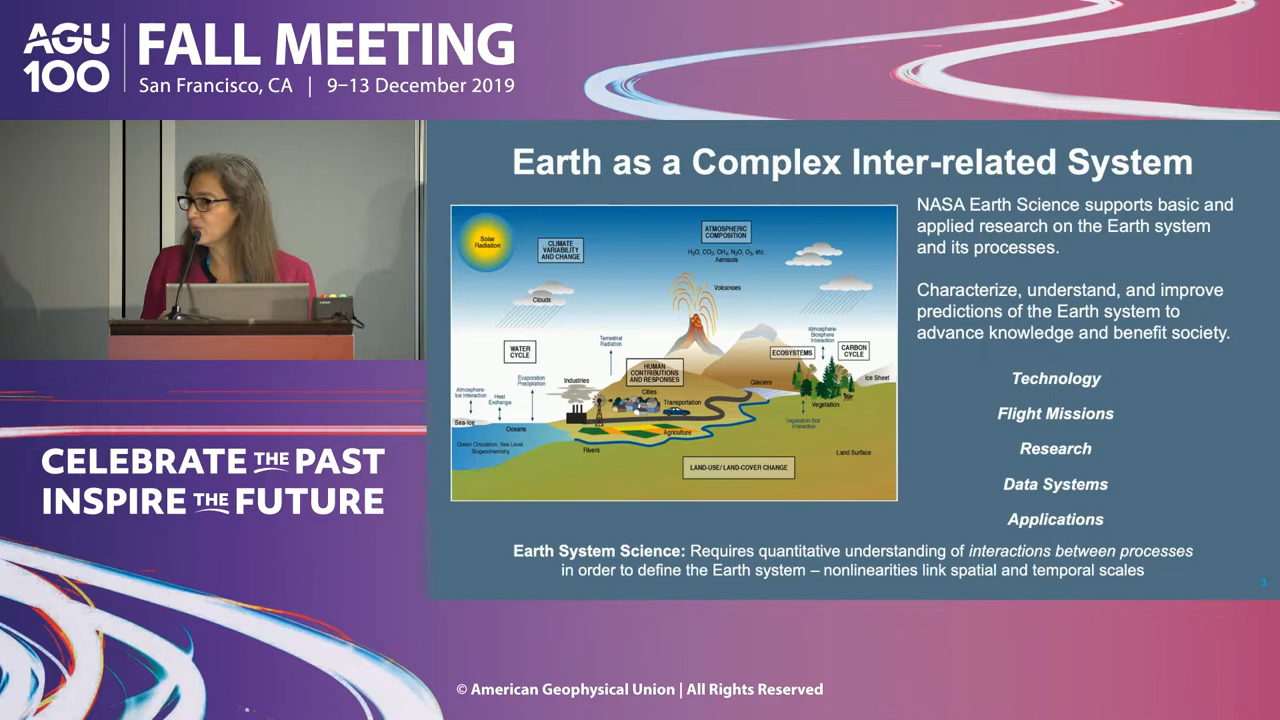 AGU 100
FALL MEETING
San Francisco, CA | 9–13 December 2019
Earth as a Complex Inter-related System
Solar
Radiation
CLIMATE
VARIABILITY
AND CHANGE
ATMOSPHERIC
COMPOSITION
H₂O, CO₂, CH₄, N₂O, O₃, etc.
Aerosols
Clouds
Volcanoes
WATER
CYCLE
Terrestrial
Radiation
Atmosphere-
Biosphere
Interaction
ECOSYSTEMS
CARBON
CYCLE
HUMAN
CONTRIBUTIONS
AND RESPONSES
Evaporation
Precipitation
Industries
Glaciers
Ice Sheet
Atmosphere-
Ice Interaction
Heat
Exchange
Cities
Transportation
Vegetation
Sea-Ice
Oceans
Agriculture
Vegetation-Soil
Interaction
Ocean Circulation, Sea Level,
Biogeochemistry
Rivers
Land Surface
LAND-USE/ LAND-COVER CHANGE
NASA Earth Science supports basic and
applied research on the Earth system
and its processes.
Characterize, understand, and improve
predictions of the Earth system to
advance knowledge and benefit society.
Technology
Flight Missions
Research
Data Systems
Applications
Earth System Science: Requires quantitative understanding of interactions between processes
in order to define the Earth system – nonlinearities link spatial and temporal scales
3
CELEBRATE THE PAST
INSPIRE THE FUTURE
© American Geophysical Union | All Rights Reserved